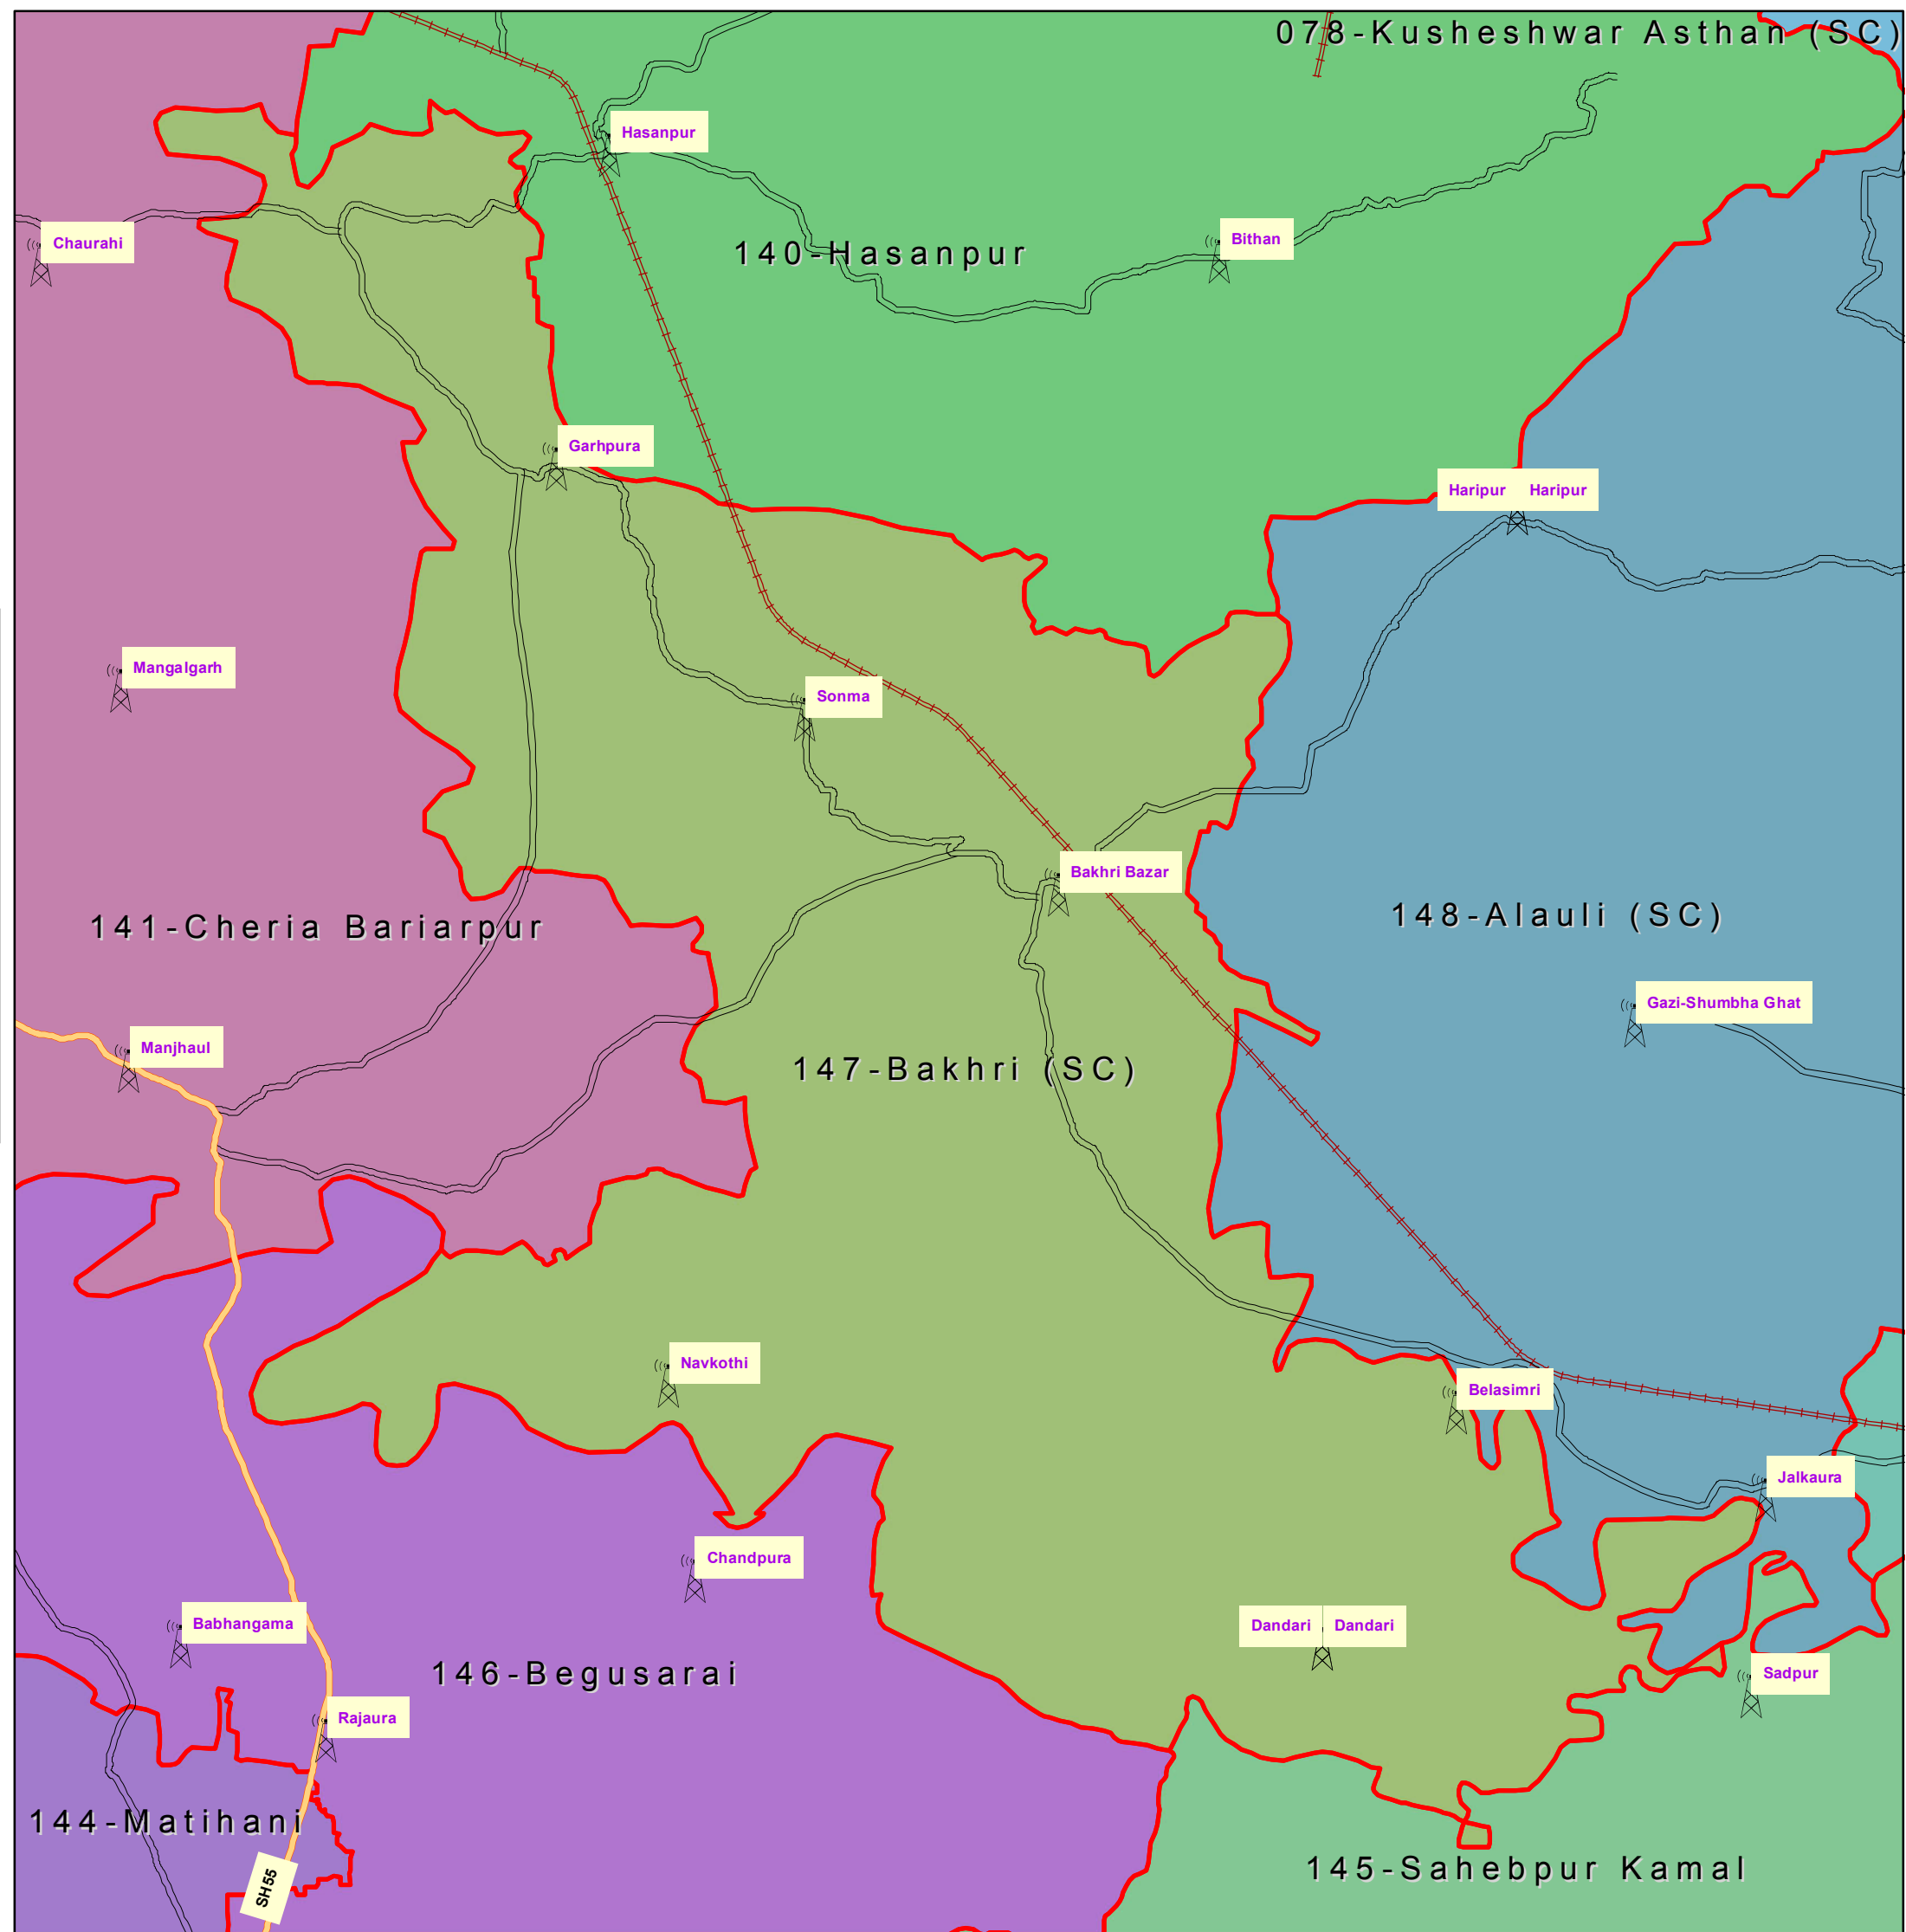 078-Kusheshwar Asthan (SC)
Hasanpur
Chaurahi
140-Hasanpur
Bithan
Garhpura
Haripur Haripur
Mangalgarh
Sonma
Bakhri Bazar
141-Cheria Bariarpur
148-Alauli (SC)
Gazi-Shumbha Ghat
Manjhaul
147-Bakhri (SC)
Navkothi
Belasimri
Jalkaura
Chandpura
Babhangama
Dandari Dandari
146-Begusarai
Sadpur
Rajaura
144-Matihani
145-Sahebpur Kamal
SH55